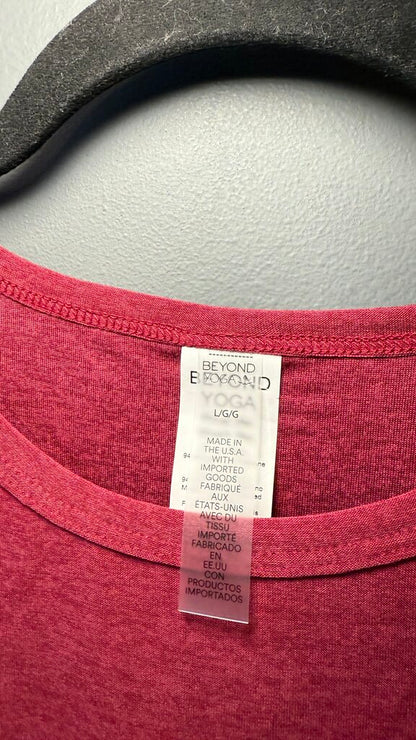 BEYOND
YOGA
BEYOND
YOGA
L/G/G
MADE IN
THE U.S.A.
WITH
IMPORTED
GOODS
FABRIQUÉ
AUX
ÉTATS-UNIS
AVEC DU
TISSU
IMPORTÉ
FABRICADO
EN
EE.UU
CON
PRODUCTOS
IMPORTADOS